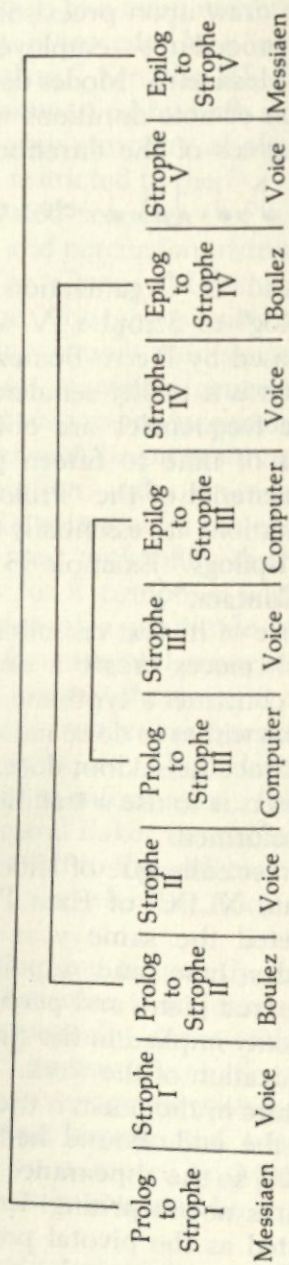 Prolog
to
Strophe
I
Strophe
I
Prolog
to
Strophe
II
Strophe
II
Prolog
to
Strophe
III
Strophe
III
Epilog
to
Strophe
III
Strophe
IV
Epilog
to
Strophe
IV
Strophe
V
Epilog
to
Strophe
V
Messiaen Voice Boulez Voice Computer Voice Computer Voice Boulez Voice Messiaen